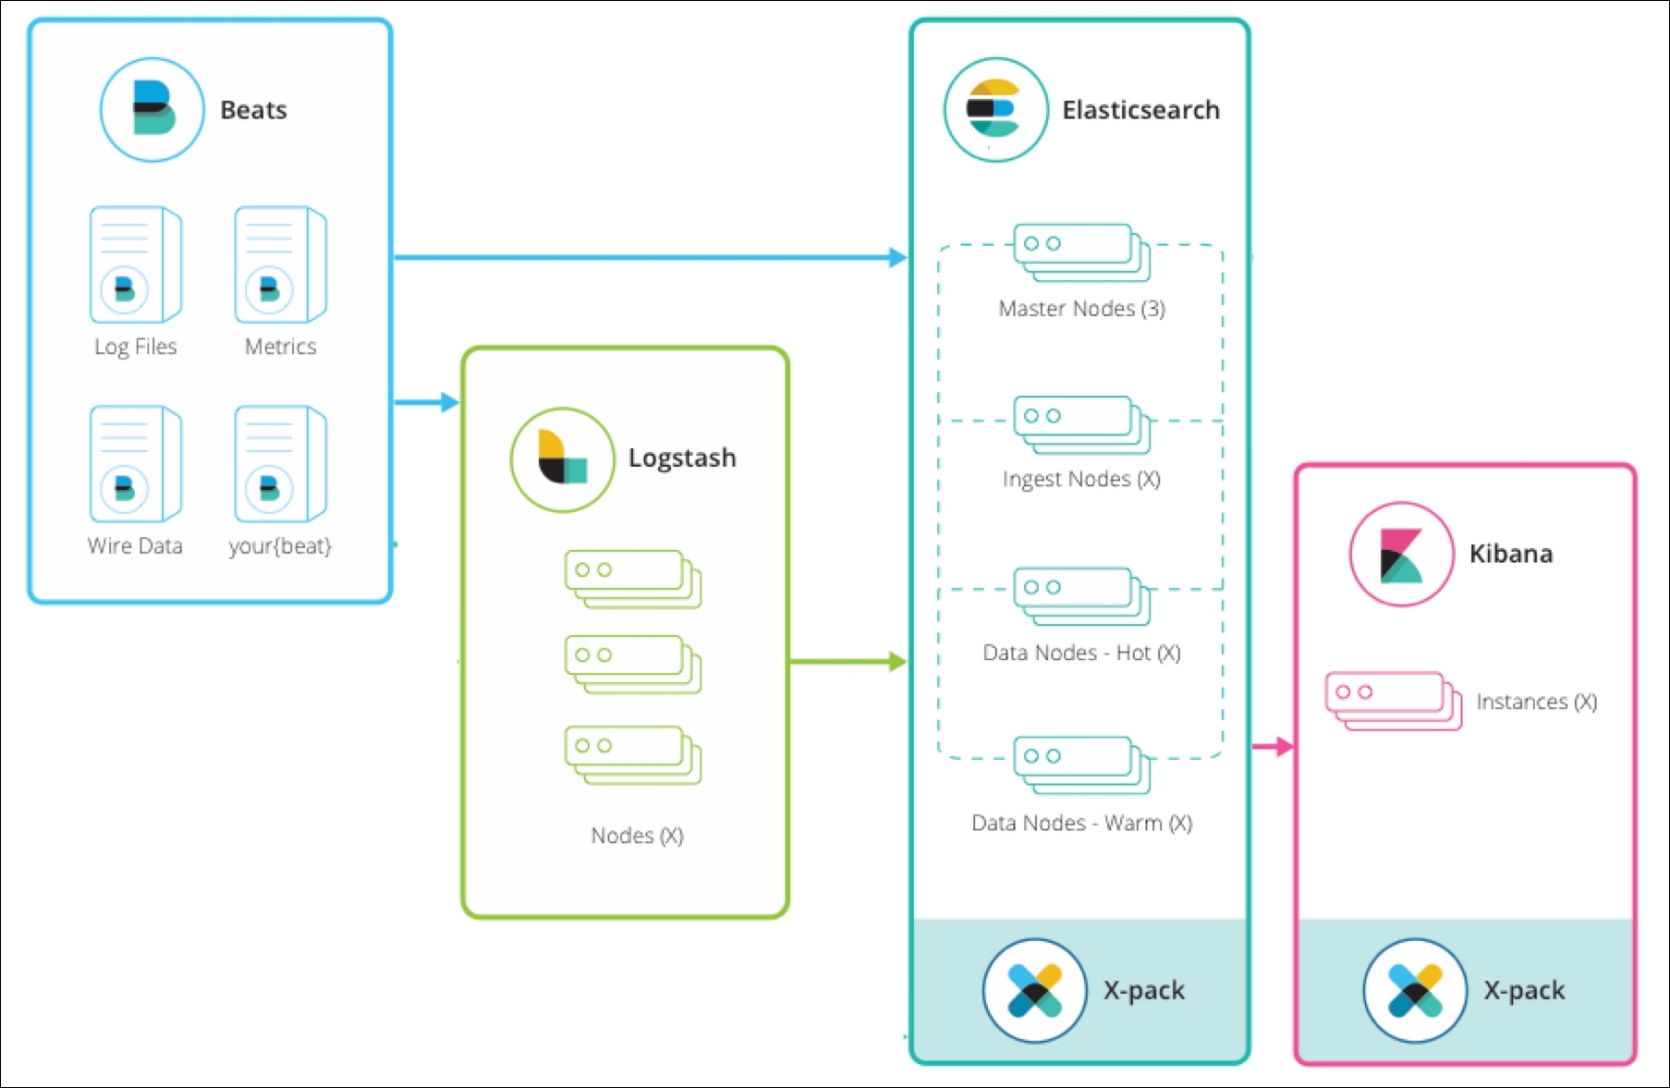 Beats
Log Files
Metrics
Wire Data
your{beat}
Logstash
Nodes (X)
Elasticsearch
Master Nodes (3)
Ingest Nodes (X)
Data Nodes - Hot (X)
Data Nodes - Warm (X)
X-pack
Kibana
Instances (X)
X-pack